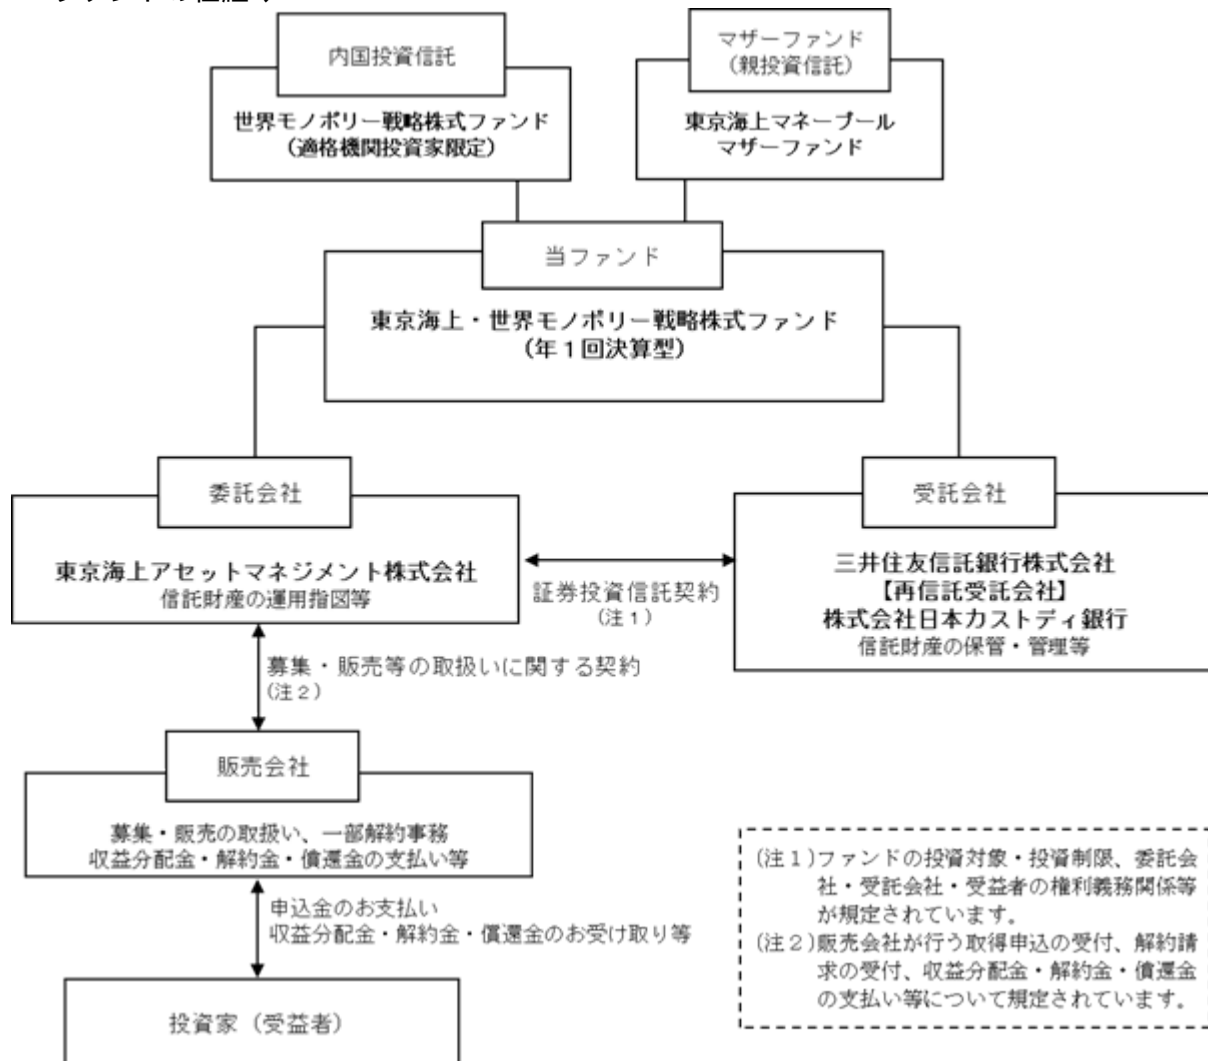 内国投資信託
世界モノポリー戦略株式ファンド
(適格機関投資家限定)
マザーファンド
(親投資信託)
東京海上マネープール
マザーファンド
当ファンド
東京海上・世界モノポリー戦略株式ファンド
(年1回決算型)
委託会社
東京海上アセットマネジメント株式会社
信託財産の運用指図等
証券投資信託契約
(注1)
受託会社
三井住友信託銀行株式会社
【再信託受託会社】
株式会社日本カストディ銀行
信託財産の保管・管理等
募集・販売等の取扱いに関する契約
(注2)
販売会社
募集・販売の取扱い、一部解約事務
収益分配金・解約金・償還金の支払い等
申込金のお支払い
収益分配金・解約金・償還金のお受け取り等
投資家(受益者)
(注1)ファンドの投資対象・投資制限、委託会
社・受託会社・受益者の権利義務関係等
が規定されています。
(注2)販売会社が行う取得申込の受付、解約請
求の受付、収益分配金・解約金・償還金
の支払い等について規定されています。